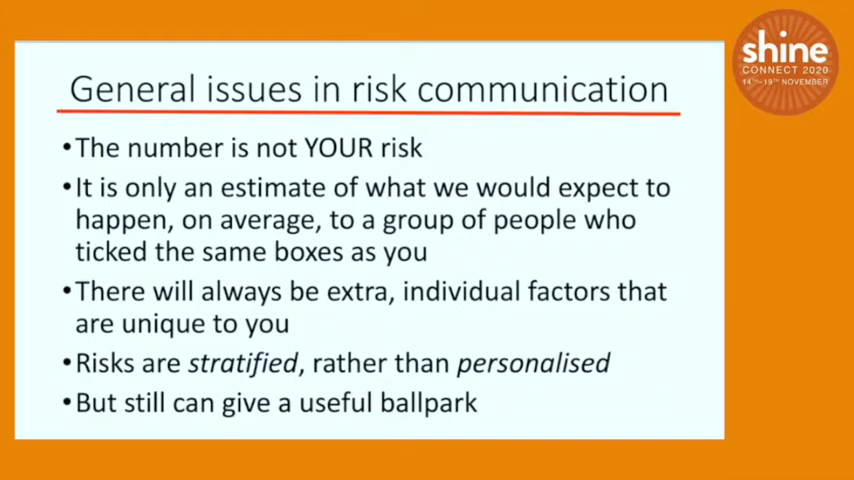 shine
CONNECT 2020
14TH–19TH NOVEMBER
General issues in risk communication
•The number is not YOUR risk
•It is only an estimate of what we would expect to
happen, on average, to a group of people who
ticked the same boxes as you
•There will always be extra, individual factors that
are unique to you
•Risks are stratified, rather than personalised
•But still can give a useful ballpark